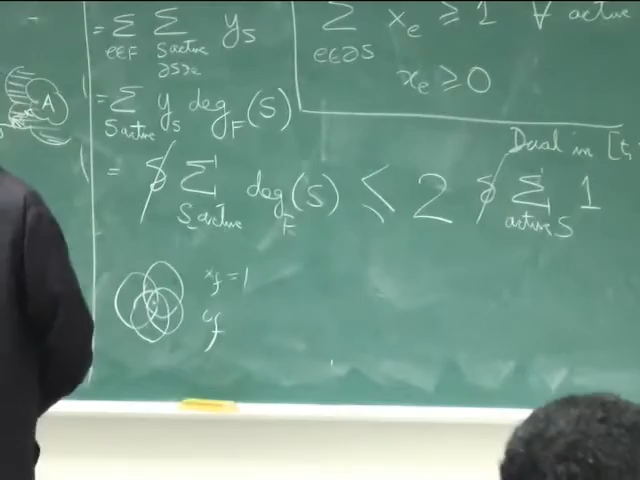 = Σ Σ y_S
e∈F S active
∂S∋e
= Σ y_S deg_F(S)
S active
= Σ deg_F(S) ≤ 2 Σ 1
S active active S
Σ x_e ≥ 1 ∀ active
e∈∂S
x_e ≥ 0
Dual in [t,
A
x_f = 1